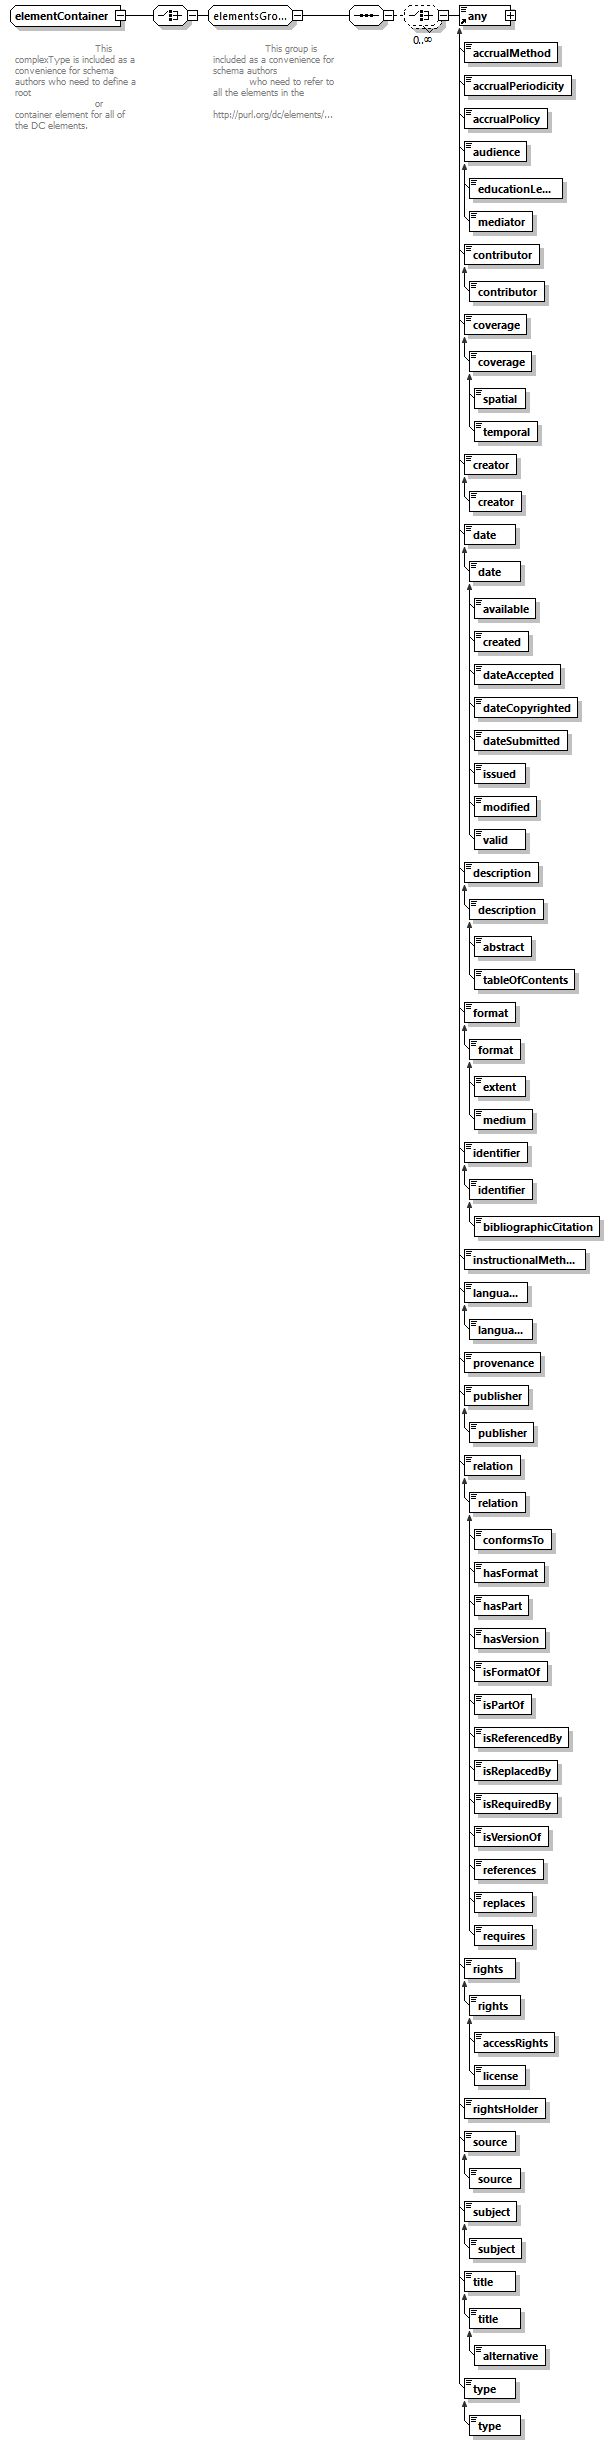 elementContainer
elementsGro...
0..∞
any
This
complexType is included as a
convenience for schema
authors who need to define a
root
or
container element for all of
the DC elements.
This group is
included as a convenience for
schema authors
who need to refer to
all the elements in the
http://purl.org/dc/elements/...
accrualMethod
accrualPeriodicity
accrualPolicy
audience
educationLe...
mediator
contributor
contributor
coverage
coverage
spatial
temporal
creator
creator
date
date
available
created
dateAccepted
dateCopyrighted
dateSubmitted
issued
modified
valid
description
description
abstract
tableOfContents
format
format
extent
medium
identifier
identifier
bibliographicCitation
instructionalMeth...
langua...
langua...
provenance
publisher
publisher
relation
relation
conformsTo
hasFormat
hasPart
hasVersion
isFormatOf
isPartOf
isReferencedBy
isReplacedBy
isRequiredBy
isVersionOf
references
replaces
requires
rights
rights
accessRights
license
rightsHolder
source
source
subject
subject
title
title
alternative
type
type